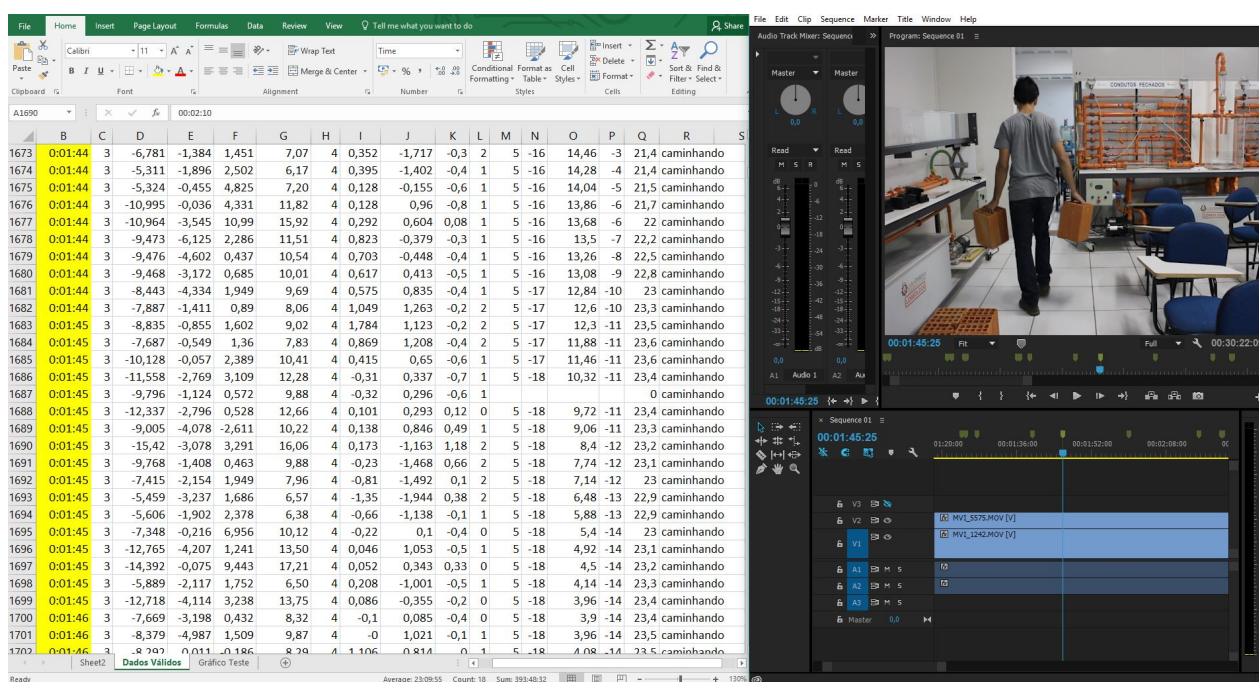 File Home Insert Page Layout Formulas Data Review View Tell me what you want to do Share
Paste Calibri 11 Wrap Text Time Conditional Formatting Format as Table Cell Styles Insert Sort & Filter Find & Select
B I U Merge & Center % Delete
Format
Clipboard Font Alignment Number Styles Cells Editing
A1690 fx 00:02:10
B C D E F G H I J K L M N O P Q R S
1673 0:01:44 3 -6,781 -1,384 1,451 7,07 4 0,352 -1,717 -0,3 2 5 -16 14,46 -3 21,4 caminhando
1674 0:01:44 3 -5,311 -1,896 2,502 6,17 4 0,395 -1,402 -0,4 1 5 -16 14,28 -4 21,4 caminhando
1675 0:01:44 3 -5,324 -0,455 4,825 7,20 4 0,128 -0,155 -0,6 1 5 -16 14,04 -5 21,5 caminhando
1676 0:01:44 3 -10,995 -0,036 4,331 11,82 4 0,128 0,96 -0,8 1 5 -16 13,86 -6 21,7 caminhando
1677 0:01:44 3 -10,964 -3,545 10,99 15,92 4 0,292 0,604 0,08 1 5 -16 13,68 -6 22 caminhando
1678 0:01:44 3 -9,473 -6,125 2,286 11,51 4 0,823 -0,379 -0,3 1 5 -16 13,5 -7 22,2 caminhando
1679 0:01:44 3 -9,476 -4,602 0,437 10,54 4 0,703 -0,448 -0,4 1 5 -16 13,26 -8 22,5 caminhando
1680 0:01:44 3 -9,468 -3,172 0,685 10,01 4 0,617 0,413 -0,5 1 5 -16 13,08 -9 22,8 caminhando
1681 0:01:44 3 -8,443 -4,334 1,949 9,69 4 0,575 0,835 -0,4 1 5 -17 12,84 -10 23 caminhando
1682 0:01:44 3 -7,887 -1,411 0,89 8,06 4 1,049 1,263 -0,2 2 5 -17 12,6 -10 23,3 caminhando
1683 0:01:45 3 -8,835 -0,855 1,602 9,02 4 1,784 1,123 -0,2 2 5 -17 12,3 -11 23,5 caminhando
1684 0:01:45 3 -7,687 -0,549 1,36 7,83 4 0,869 1,208 -0,4 2 5 -17 11,88 -11 23,6 caminhando
1685 0:01:45 3 -10,128 -0,057 2,389 10,41 4 0,415 0,65 -0,6 1 5 -17 11,46 -11 23,6 caminhando
1686 0:01:45 3 -11,558 -2,769 3,109 12,28 4 -0,31 0,337 -0,7 1 5 -18 10,32 -11 23,4 caminhando
1687 0:01:45 3 -9,796 -1,124 0,572 9,88 4 -0,32 0,296 -0,6 1 0 caminhando
1688 0:01:45 3 -12,337 -2,796 0,528 12,66 4 0,101 0,293 0,12 0 5 -18 9,72 -11 23,4 caminhando
1689 0:01:45 3 -9,005 -4,078 -2,611 10,22 4 0,138 0,846 0,49 1 5 -18 9,06 -11 23,3 caminhando
1690 0:01:45 3 -15,42 -3,078 3,291 16,06 4 0,173 -1,163 1,18 2 5 -18 8,4 -12 23,2 caminhando
1691 0:01:45 3 -9,768 -1,408 0,463 9,88 4 -0,23 -1,468 0,66 2 5 -18 7,74 -12 23,1 caminhando
1692 0:01:45 3 -7,415 -2,154 1,949 7,96 4 -0,81 -1,492 0,1 2 5 -18 7,14 -12 23 caminhando
1693 0:01:45 3 -5,459 -3,237 1,686 6,57 4 -1,35 -1,944 0,38 2 5 -18 6,48 -13 22,9 caminhando
1694 0:01:45 3 -5,606 -1,902 2,378 6,38 4 -0,66 -1,138 -0,1 1 5 -18 5,88 -13 22,9 caminhando
1695 0:01:45 3 -7,348 -0,216 6,956 10,12 4 -0,22 0,1 -0,4 0 5 -18 5,4 -14 23 caminhando
1696 0:01:45 3 -12,765 -4,207 1,241 13,50 4 0,046 1,053 -0,5 1 5 -18 4,92 -14 23,1 caminhando
1697 0:01:45 3 -14,392 -0,075 9,443 17,21 4 0,052 0,343 0,33 0 5 -18 4,5 -14 23,2 caminhando
1698 0:01:45 3 -5,889 -2,117 1,752 6,50 4 0,208 -1,001 -0,5 1 5 -18 4,14 -14 23,3 caminhando
1699 0:01:45 3 -12,718 -4,114 3,238 13,75 4 0,086 -0,355 -0,2 0 5 -18 3,96 -14 23,4 caminhando
1700 0:01:46 3 -7,669 -3,198 0,432 8,32 4 -0,1 0,085 -0,4 0 5 -18 3,9 -14 23,4 caminhando
1701 0:01:46 3 -8,379 -4,987 1,509 9,87 4 -0 1,021 -0,1 1 5 -18 3,96 -14 23,5 caminhando
1702 0:01:46 3 -8,292 0,011 -0,186 8,29 4 1,106 0,814 0 1 5 -18 4,08 -14 23,5 caminhando
Sheet2 Dados Válidos Gráfico Teste
Ready Average: 23:09:55 Count: 18 Sum: 393:48:32 130%
File Edit Clip Sequence Marker Title Window Help
Audio Track Mixer: Sequence
Master Master
L R L
0,0 0,0
Read Read
M S R M S
dB dB
0,0 0,0
A1 Audio 1 A2
00:01:45:25
Program: Sequence 01
CONDUTOS FECHADOS
00:01:45:25 Fit Full 00:30:22:0
Sequence 01
00:01:45:25
01:20:00 00:01:36:00 00:01:52:00 00:02:08:00
V3
V2 MVI_5575.MOV [V]
V1 MVI_1242.MOV [V]
A1 M S
A2 M S
A3 M S
Master 0,0